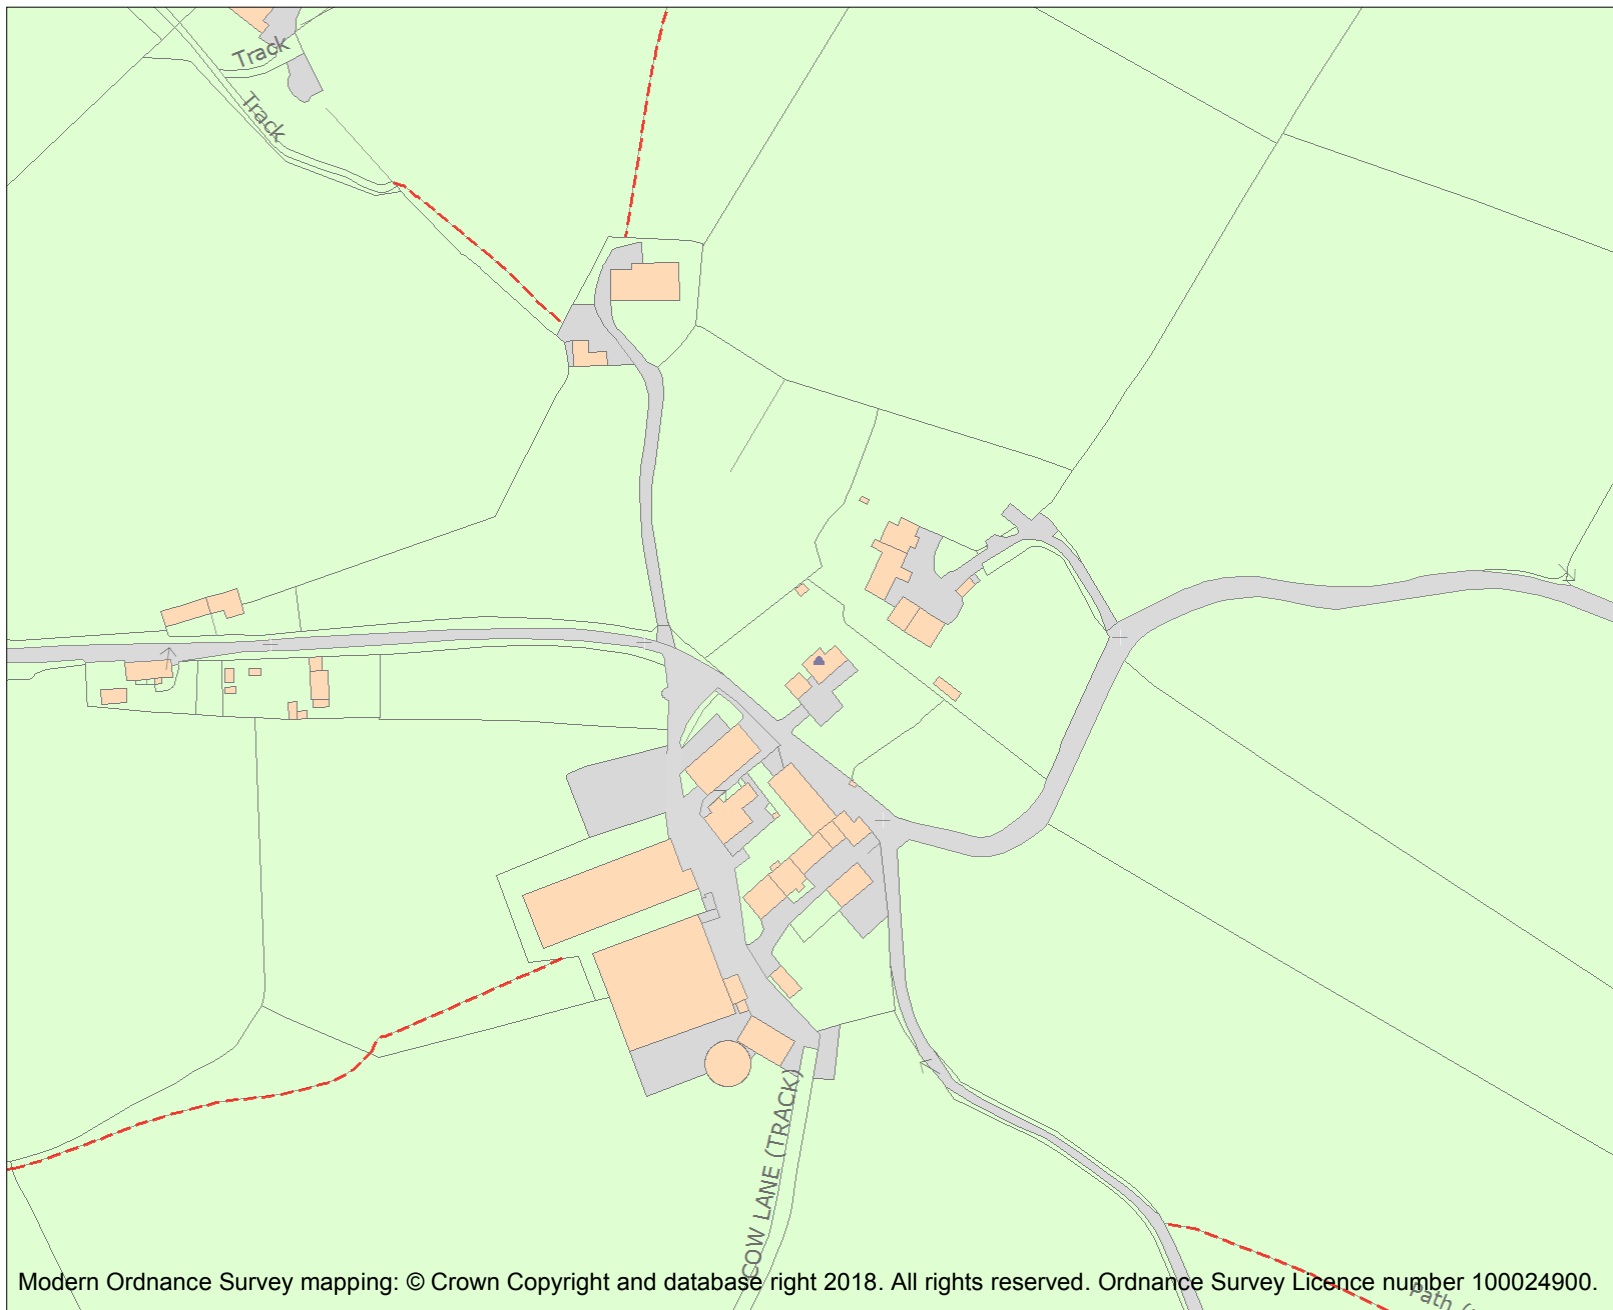 Track
Track
COW LANE (TRACK)
Modern Ordnance Survey mapping: © Crown Copyright and database right 2018. All rights reserved. Ordnance Survey Licence number 100024900.
Path